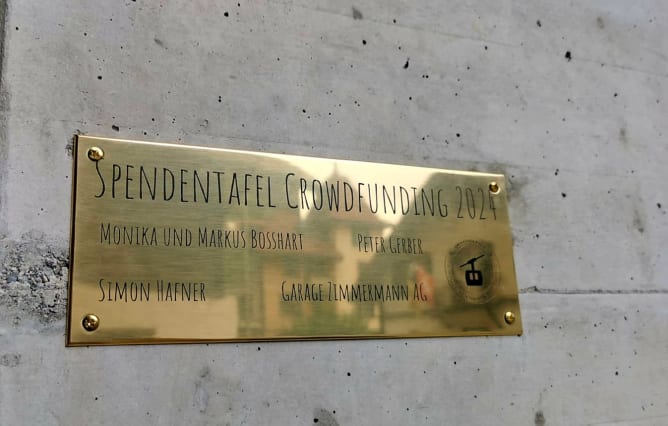 Spendentafel Crowdfunding 2024
Monika und Markus Bosshart Peter Gerber
Simon Hafner Garage Zimmermann AG